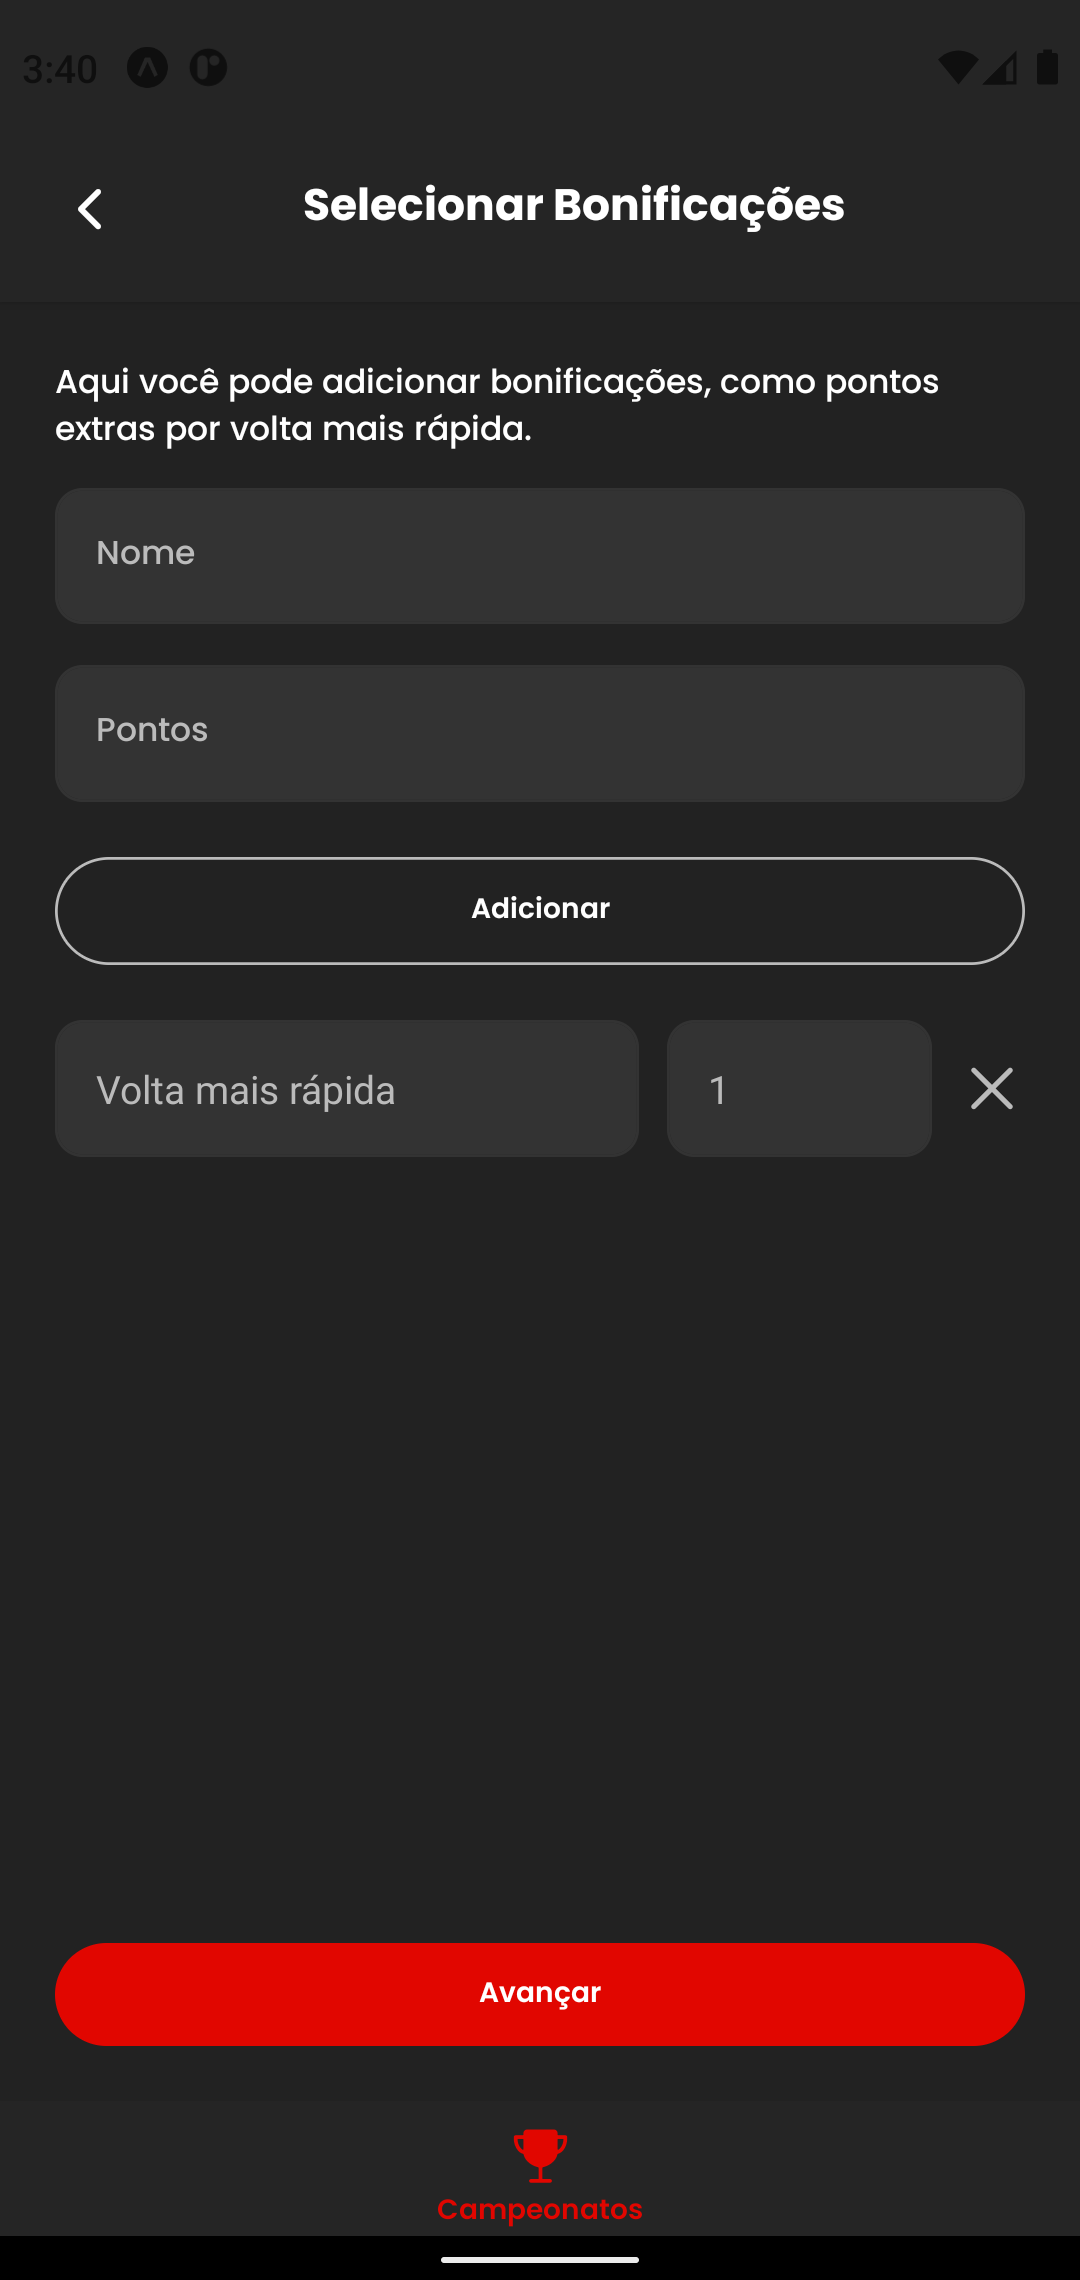 3:40
Selecionar Bonificações
Aqui você pode adicionar bonificações, como pontos
extras por volta mais rápida.
Nome
Pontos
Adicionar
Volta mais rápida 1
Avançar
Campeonatos